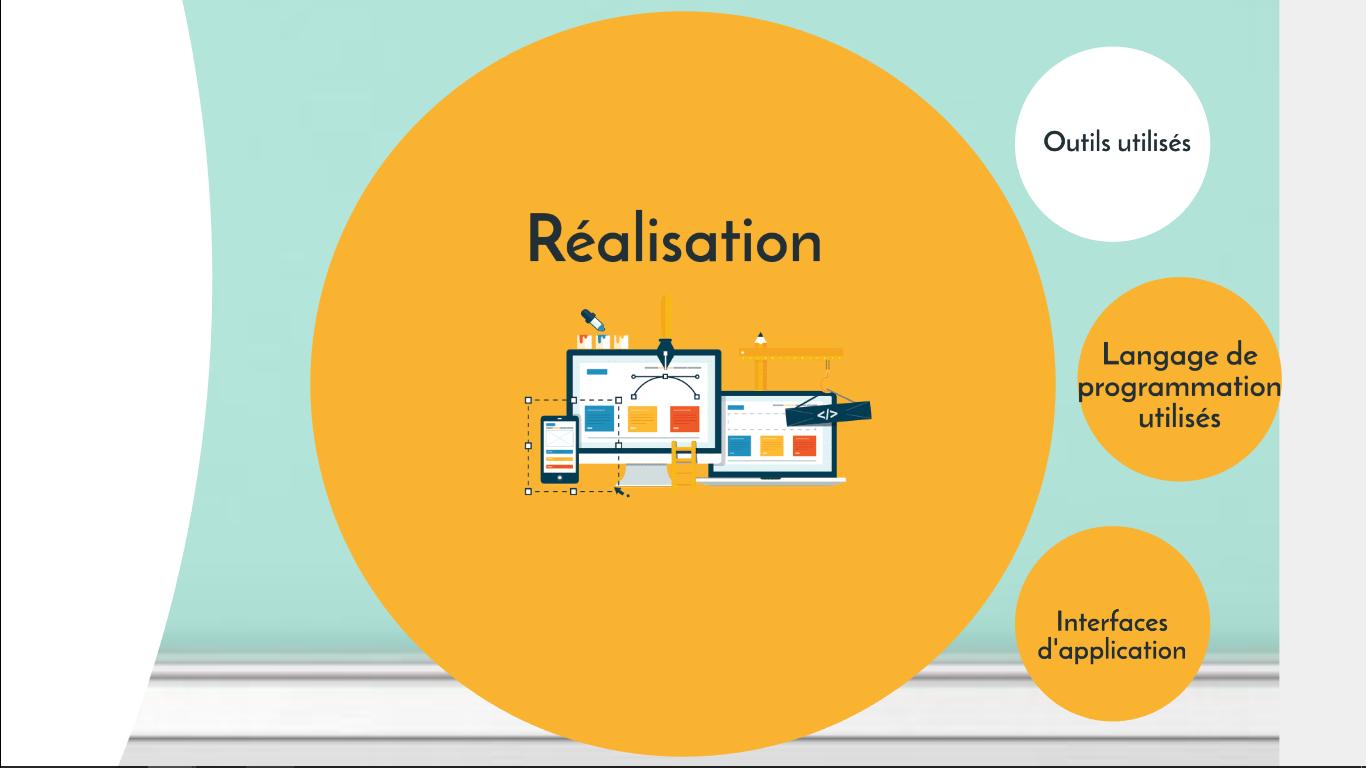 Réalisation
</>
Outils utilisés
Langage de
programmation
utilisés
Interfaces
d'application